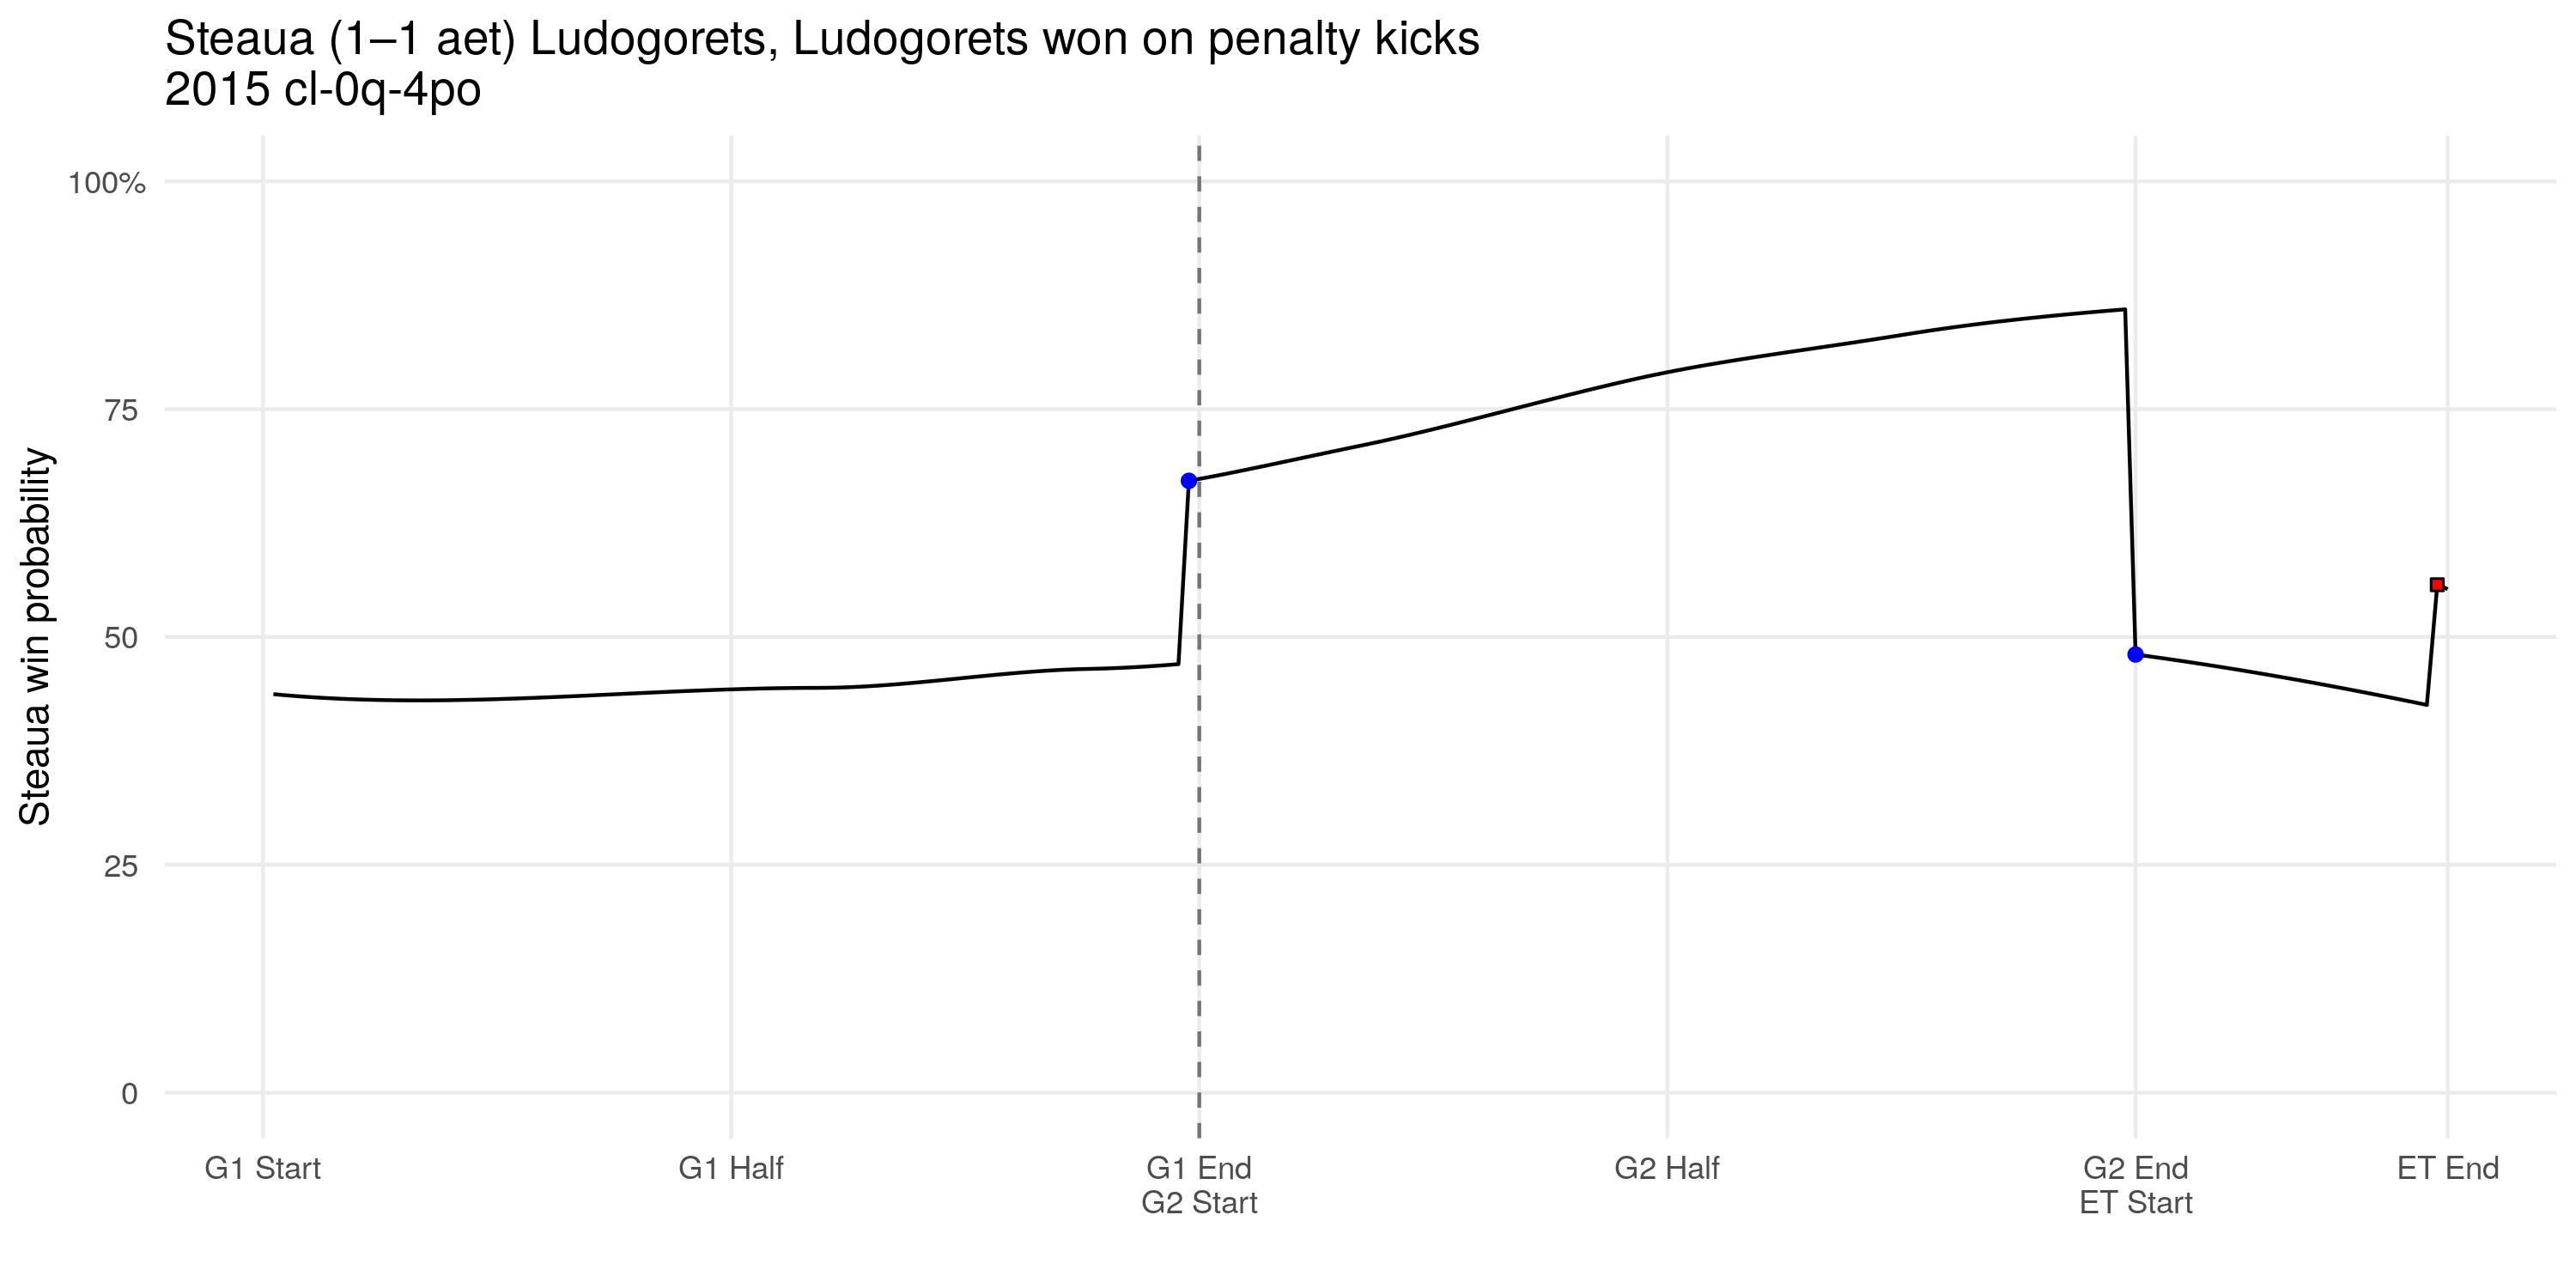 Steaua (1–1 aet) Ludogorets, Ludogorets won on penalty kicks
2015 cl-0q-4po
Steaua win probability
100%
75
50
25
0
G1 Start
G1 Half
G1 End
G2 Start
G2 Half
G2 End
ET Start
ET End